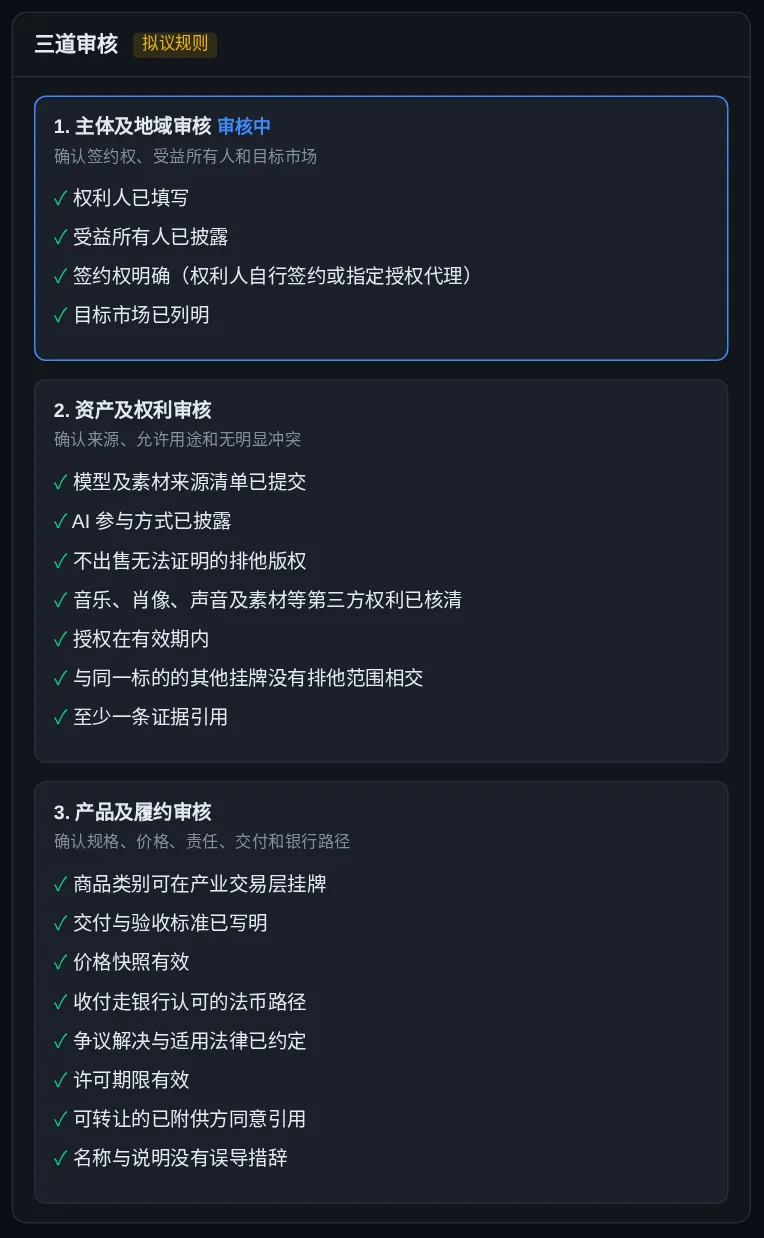 三道审核 拟议规则
1. 主体及地域审核 审核中
确认签约权、受益所有人和目标市场
✓ 权利人已填写
✓ 受益所有人已披露
✓ 签约权明确（权利人自行签约或指定授权代理）
✓ 目标市场已列明
2. 资产及权利审核
确认来源、允许用途和无明显冲突
✓ 模型及素材来源清单已提交
✓ AI 参与方式已披露
✓ 不出售无法证明的排他版权
✓ 音乐、肖像、声音及素材等第三方权利已核清
✓ 授权在有效期内
✓ 与同一标的的其他挂牌没有排他范围相交
✓ 至少一条证据引用
3. 产品及履约审核
确认规格、价格、责任、交付和银行路径
✓ 商品类别可在产业交易层挂牌
✓ 交付与验收标准已写明
✓ 价格快照有效
✓ 收付走银行认可的法币路径
✓ 争议解决与适用法律已约定
✓ 许可期限有效
✓ 可转让的已附供方同意引用
✓ 名称与说明没有误导措辞